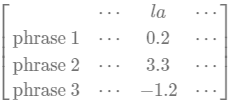 ⋯ la ⋯
phrase 1 ⋯ 0.2 ⋯
phrase 2 ⋯ 3.3 ⋯
phrase 3 ⋯ −1.2 ⋯